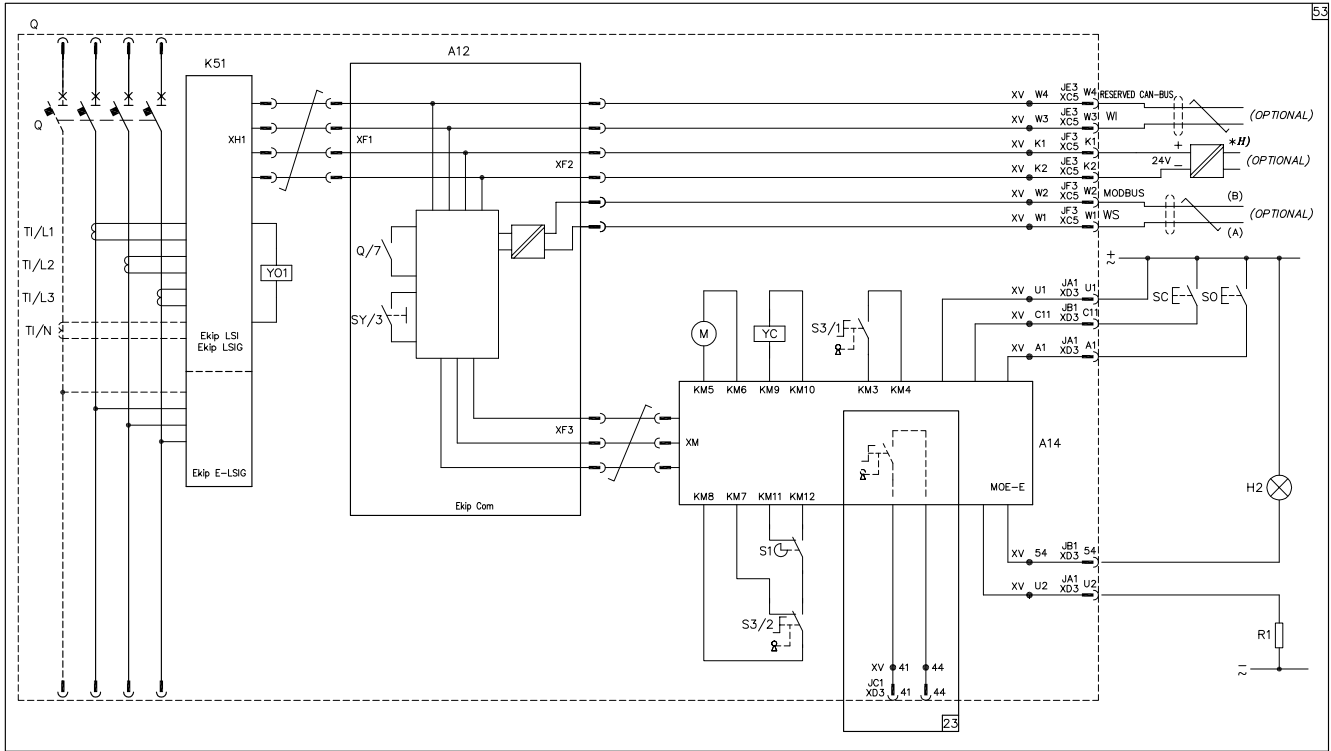 53
Q
K51
A12
Q
XH1
XF1
XF2
XV W4 JE3 XC5 W4 RESERVED CAN-BUS
XV W3 JE3 XC5 W3 WI
(OPTIONAL)
XV K1 JF3 XC5 K1 +
*H)
XV K2 JE3 XC5 K2 24V −
(OPTIONAL)
XV W2 JF3 XC5 W2 MODBUS (B)
XV W1 JF3 XC5 W1 WS (A)
(OPTIONAL)
TI/L1
TI/L2
TI/L3
TI/N
YO1
Q/7
SY/3
Ekip LSI
Ekip LSIG
Ekip E-LSIG
+
~
XV U1 JA1 XD3 U1
SC
SO
XV C11 JB1 XD3 C11
XV A1 JA1 XD3 A1
M
YC
S3/1
KM5 KM6 KM9 KM10 KM3 KM4
XF3
XM
A14
MOE-E
Ekip Com
KM8 KM7 KM11 KM12
H2
S1
XV 54 JB1 XD3 54
XV U2 JA1 XD3 U2
S3/2
R1
−
~
XV 41 44
JC1
XD3 41 44
23